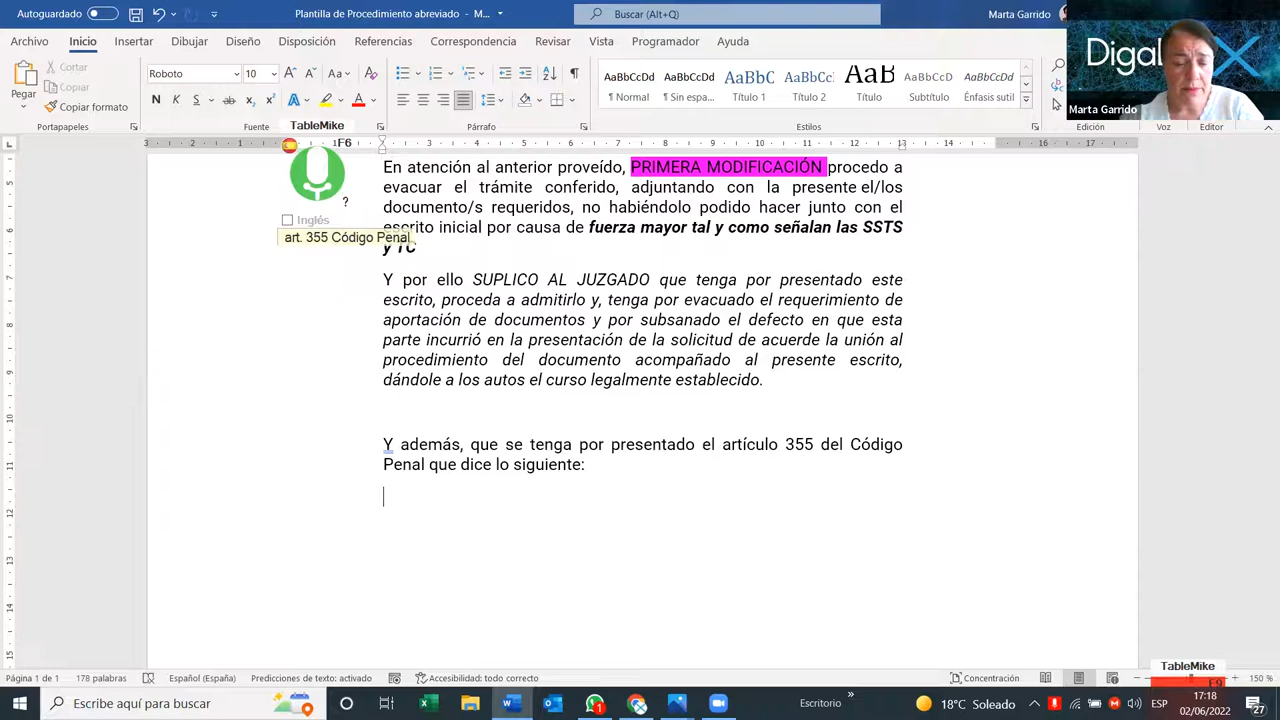 Autoguardado
PRACTICAS PREDEFINIDAS ABOGADO - M...
Buscar (Alt+Q)
Marta Garrido
Archivo Inicio Insertar Dibujar Diseño Disposición Referencias Correspondencia Revisar Vista Programador Ayuda
Digal
Marta Garrido
Pegar
Cortar
Copiar
Copiar formato
Roboto 10
AaBbCcDd AaBbCcDd AaBbC AaBbCcC AaB AaBbCcD AaBbCcDd
¶ Normal ¶ Sin espa... Título 1 Título 2 Título Subtítulo Énfasis sutil
Portapapeles Fuente Párrafo Estilos Edición Voz Editor
TableMike
F6
?
Inglés
art. 355 Código Penal
En atención al anterior proveído, PRIMERA MODIFICACIÓN procedo a
evacuar el trámite conferido, adjuntando con la presente el/los
documento/s requeridos, no habiéndolo podido hacer junto con el
escrito inicial por causa de fuerza mayor tal y como señalan las SSTS
y TC
Y por ello SUPLICO AL JUZGADO que tenga por presentado este
escrito, proceda a admitirlo y, tenga por evacuado el requerimiento de
aportación de documentos y por subsanado el defecto en que esta
parte incurrió en la presentación de la solicitud de acuerde la unión al
procedimiento del documento acompañado al presente escrito,
dándole a los autos el curso legalmente establecido.
Y además, que se tenga por presentado el artículo 355 del Código
Penal que dice lo siguiente:
TableMike
F9
Página 1 de 1 178 palabras Español (España) Predicciones de texto: activado Accesibilidad: todo correcto Concentración 150 %
Escribe aquí para buscar
Escritorio
18°C Soleado
ESP
17:18
02/06/2022
27